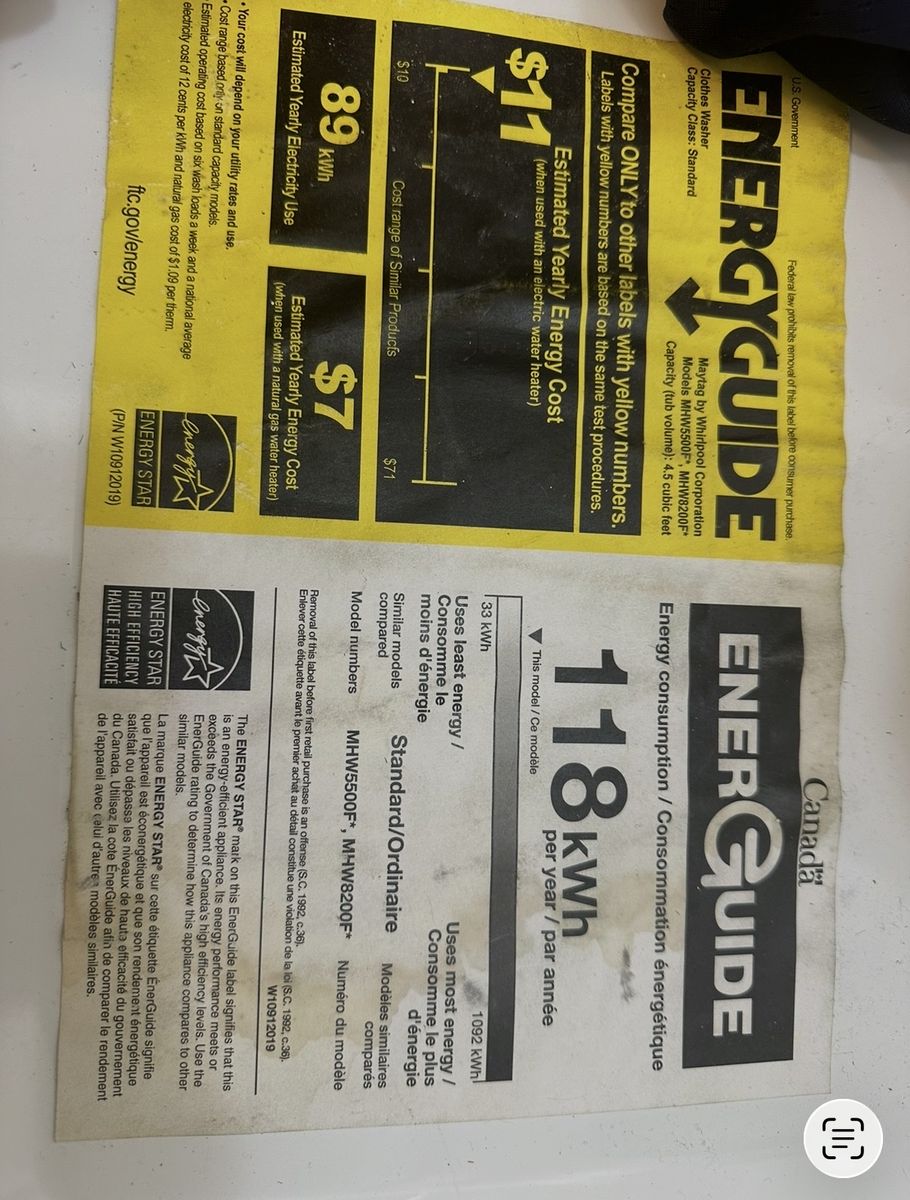 U.S. Government
Federal law prohibits removal of this label before consumer purchase.
ENERGYGUIDE
Clothes Washer
Capacity Class: Standard
Maytag by Whirlpool Corporation
Models MHW5500F*, MHW8200F*
Capacity (tub volume): 4.5 cubic feet
Compare ONLY to other labels with yellow numbers.
Labels with yellow numbers are based on the same test procedures.
Estimated Yearly Energy Cost
$11
(when used with an electric water heater)
$10
Cost range of Similar Products
$71
89 kWh
Estimated Yearly Electricity Use
$7
Estimated Yearly Energy Cost
(when used with a natural gas water heater)
• Your cost will depend on your utility rates and use.
• Cost range based only on standard capacity models.
• Estimated operating cost based on six wash loads a week and a national average
electricity cost of 12 cents per kWh and natural gas cost of $1.09 per therm.
ftc.gov/energy
energy
ENERGY STAR
(P/N W10912019)
Canada
ENERGUIDE
Energy consumption / Consommation énergétique
118 kWh
per year / par année
This model / Ce modèle
33 kWh
1092 kWh
Uses least energy /
Consomme le
moins d'énergie
Uses most energy /
Consomme le plus
d'énergie
Similar models
compared
Standard/Ordinaire
Modèles similaires
comparés
Model numbers
MHW5500F*, MHW8200F*
Numéro du modèle
Removal of this label before first retail purchase is an offense (S.C. 1992, c.36).
Enlever cette étiquette avant le premier achat au détail constitue une violation de la loi (S.C. 1992, c.36).
W10912019
energy
ENERGY STAR
HIGH EFFICIENCY
HAUTE EFFICACITÉ
The ENERGY STAR® mark on this EnerGuide label signifies that this
is an energy-efficient appliance. Its energy performance meets or
exceeds the Government of Canada's high efficiency levels. Use the
EnerGuide rating to determine how this appliance compares to other
similar models.
La marque ENERGY STAR® sur cette étiquette ÉnerGuide signifie
que l'appareil est éconergétique et que son rendement énergétique
satisfait ou dépasse les niveaux de haute efficacité du gouvernement
du Canada. Utilisez la cote ÉnerGuide afin de comparer le rendement
de l'appareil avec celui d'autres modèles similaires.